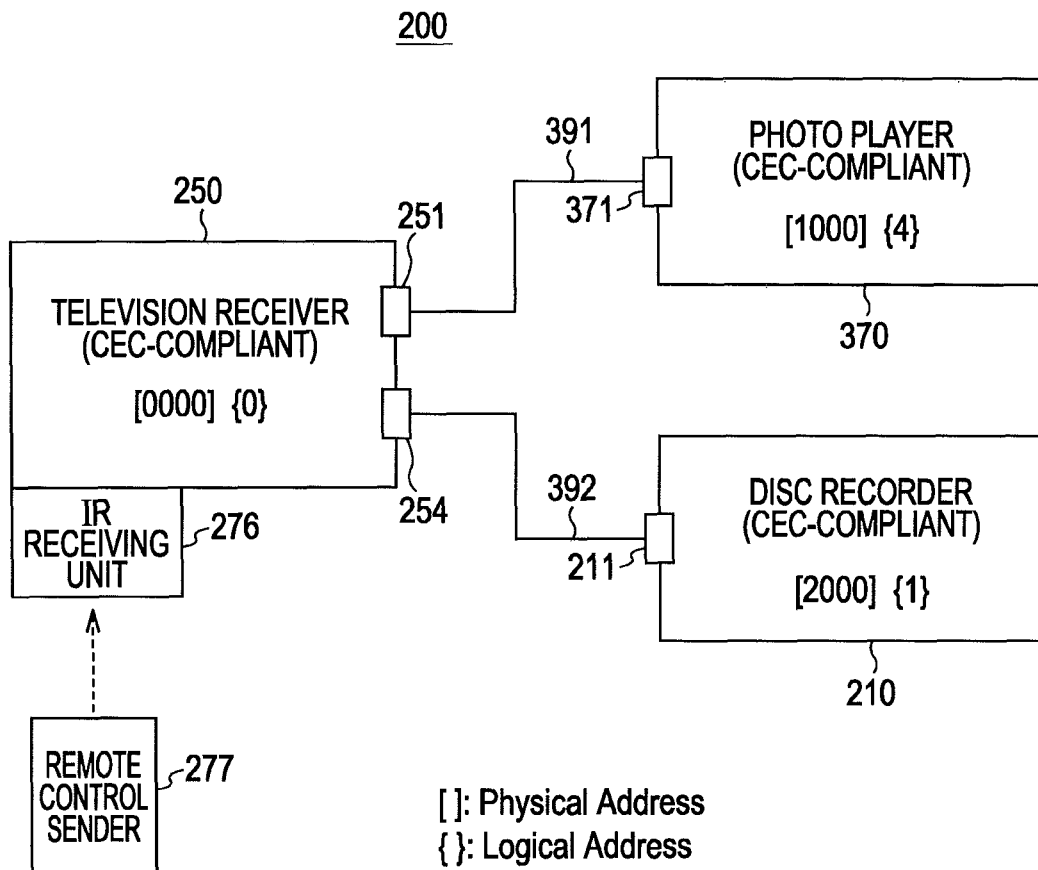 200
391
PHOTO PLAYER
(CEC-COMPLIANT)
371
[1000] {4}
370
250
251
TELEVISION RECEIVER
(CEC-COMPLIANT)
[0000] {0}
254
392
DISC RECORDER
(CEC-COMPLIANT)
211
[2000] {1}
210
IR
RECEIVING
UNIT
276
REMOTE
CONTROL
SENDER
277
[ ]: Physical Address
{ }: Logical Address